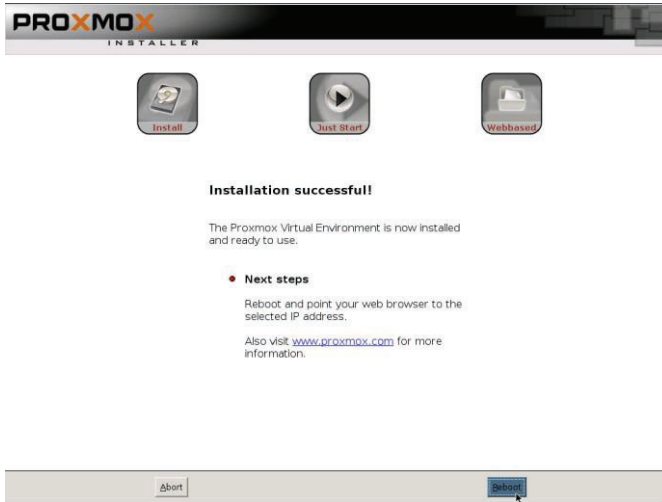 PROXMOX
INSTALLER
Install
Just Start
Webbased
Installation successful!
The Proxmox Virtual Environment is now installed
and ready to use.
Next steps
Reboot and point your web browser to the
selected IP address.
Also visit www.proxmox.com for more
information.
Abort
Reboot